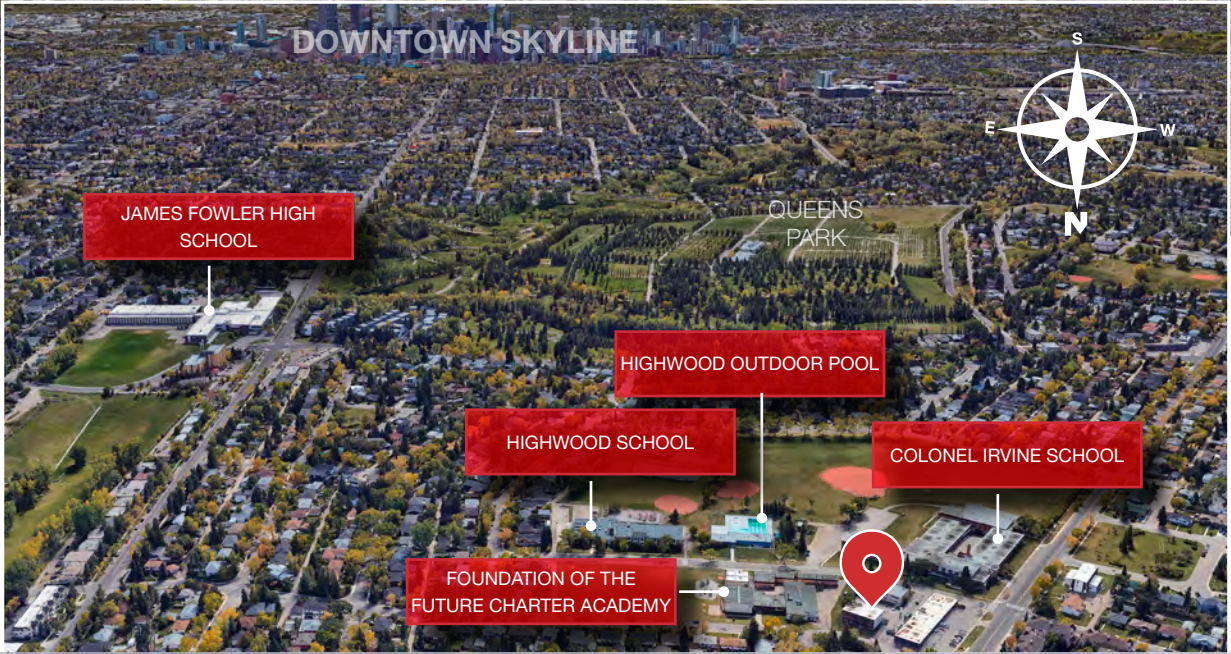 DOWNTOWN SKYLINE
S
E
W
N
JAMES FOWLER HIGH
SCHOOL
QUEENS
PARK
HIGHWOOD OUTDOOR POOL
HIGHWOOD SCHOOL
COLONEL IRVINE SCHOOL
FOUNDATION OF THE
FUTURE CHARTER ACADEMY